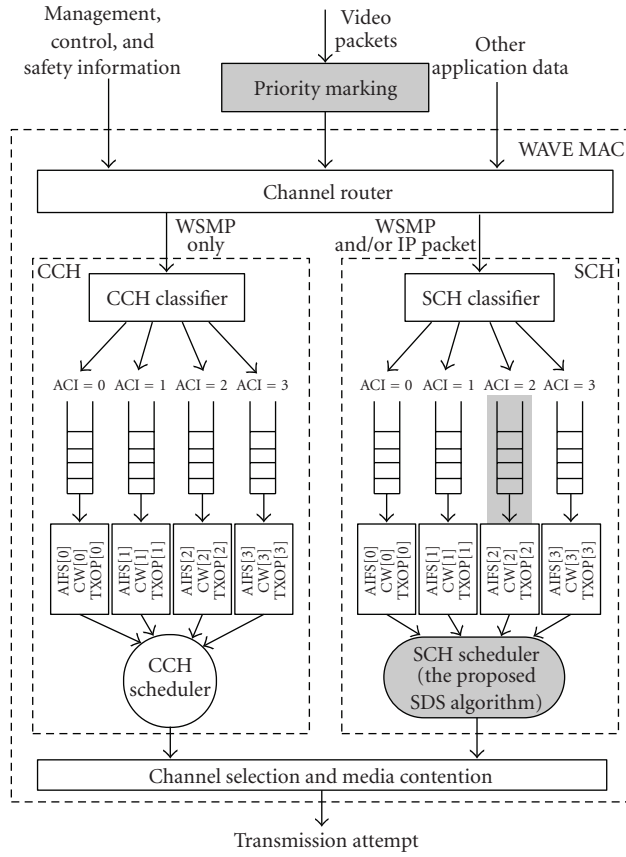 Management,
control, and
safety information
Video
packets
Other
application data
Priority marking
WAVE MAC
Channel router
WSMP
only
WSMP
and/or IP packet
CCH
SCH
CCH classifier
SCH classifier
ACI = 0 ACI = 1 ACI = 2 ACI = 3
ACI = 0 ACI = 1 ACI = 2 ACI = 3
AIFS[0]
CW[0]
TXOP[0]
AIFS[1]
CW[1]
TXOP[1]
AIFS[2]
CW[2]
TXOP[2]
AIFS[3]
CW[3]
TXOP[3]
AIFS[0]
CW[0]
TXOP[0]
AIFS[1]
CW[1]
TXOP[1]
AIFS[2]
CW[2]
TXOP[2]
AIFS[3]
CW[3]
TXOP[3]
CCH
scheduler
SCH scheduler
(the proposed
SDS algorithm)
Channel selection and media contention
Transmission attempt